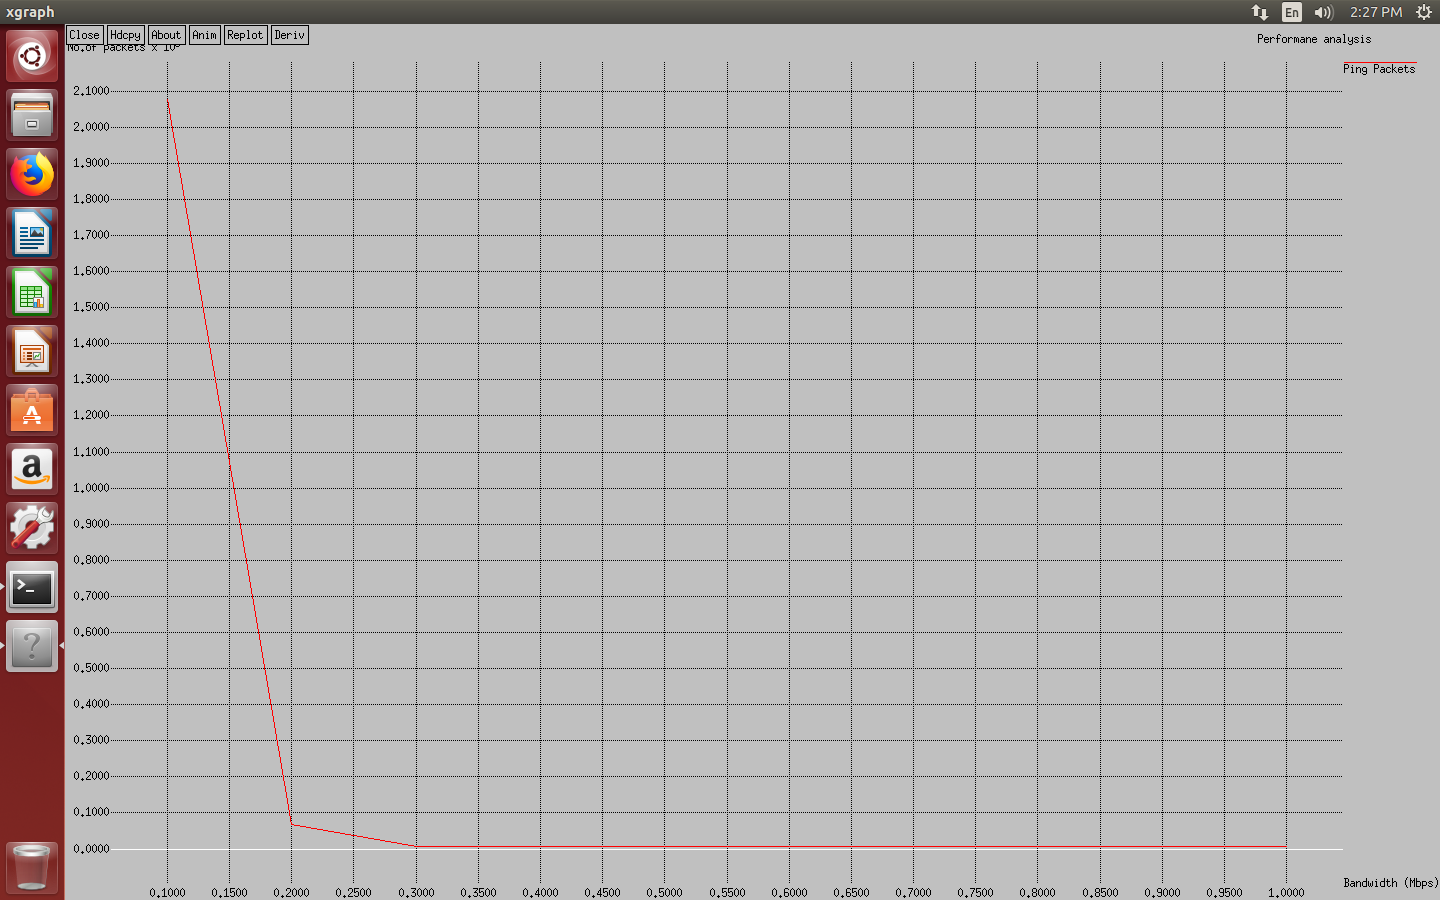 xgraph
En
2:27 PM
Close Hdcpy About Anim Replot Deriv
No.of packets x 10
Performane analysis
Ping Packets
2.1000
2.0000
1.9000
1.8000
1.7000
1.6000
1.5000
1.4000
1.3000
1.2000
1.1000
1.0000
0.9000
0.8000
0.7000
0.6000
0.5000
0.4000
0.3000
0.2000
0.1000
0.0000
0.1000 0.1500 0.2000 0.2500 0.3000 0.3500 0.4000 0.4500 0.5000 0.5500 0.6000 0.6500 0.7000 0.7500 0.8000 0.8500 0.9000 0.9500 1.0000
Bandwidth (Mbps)